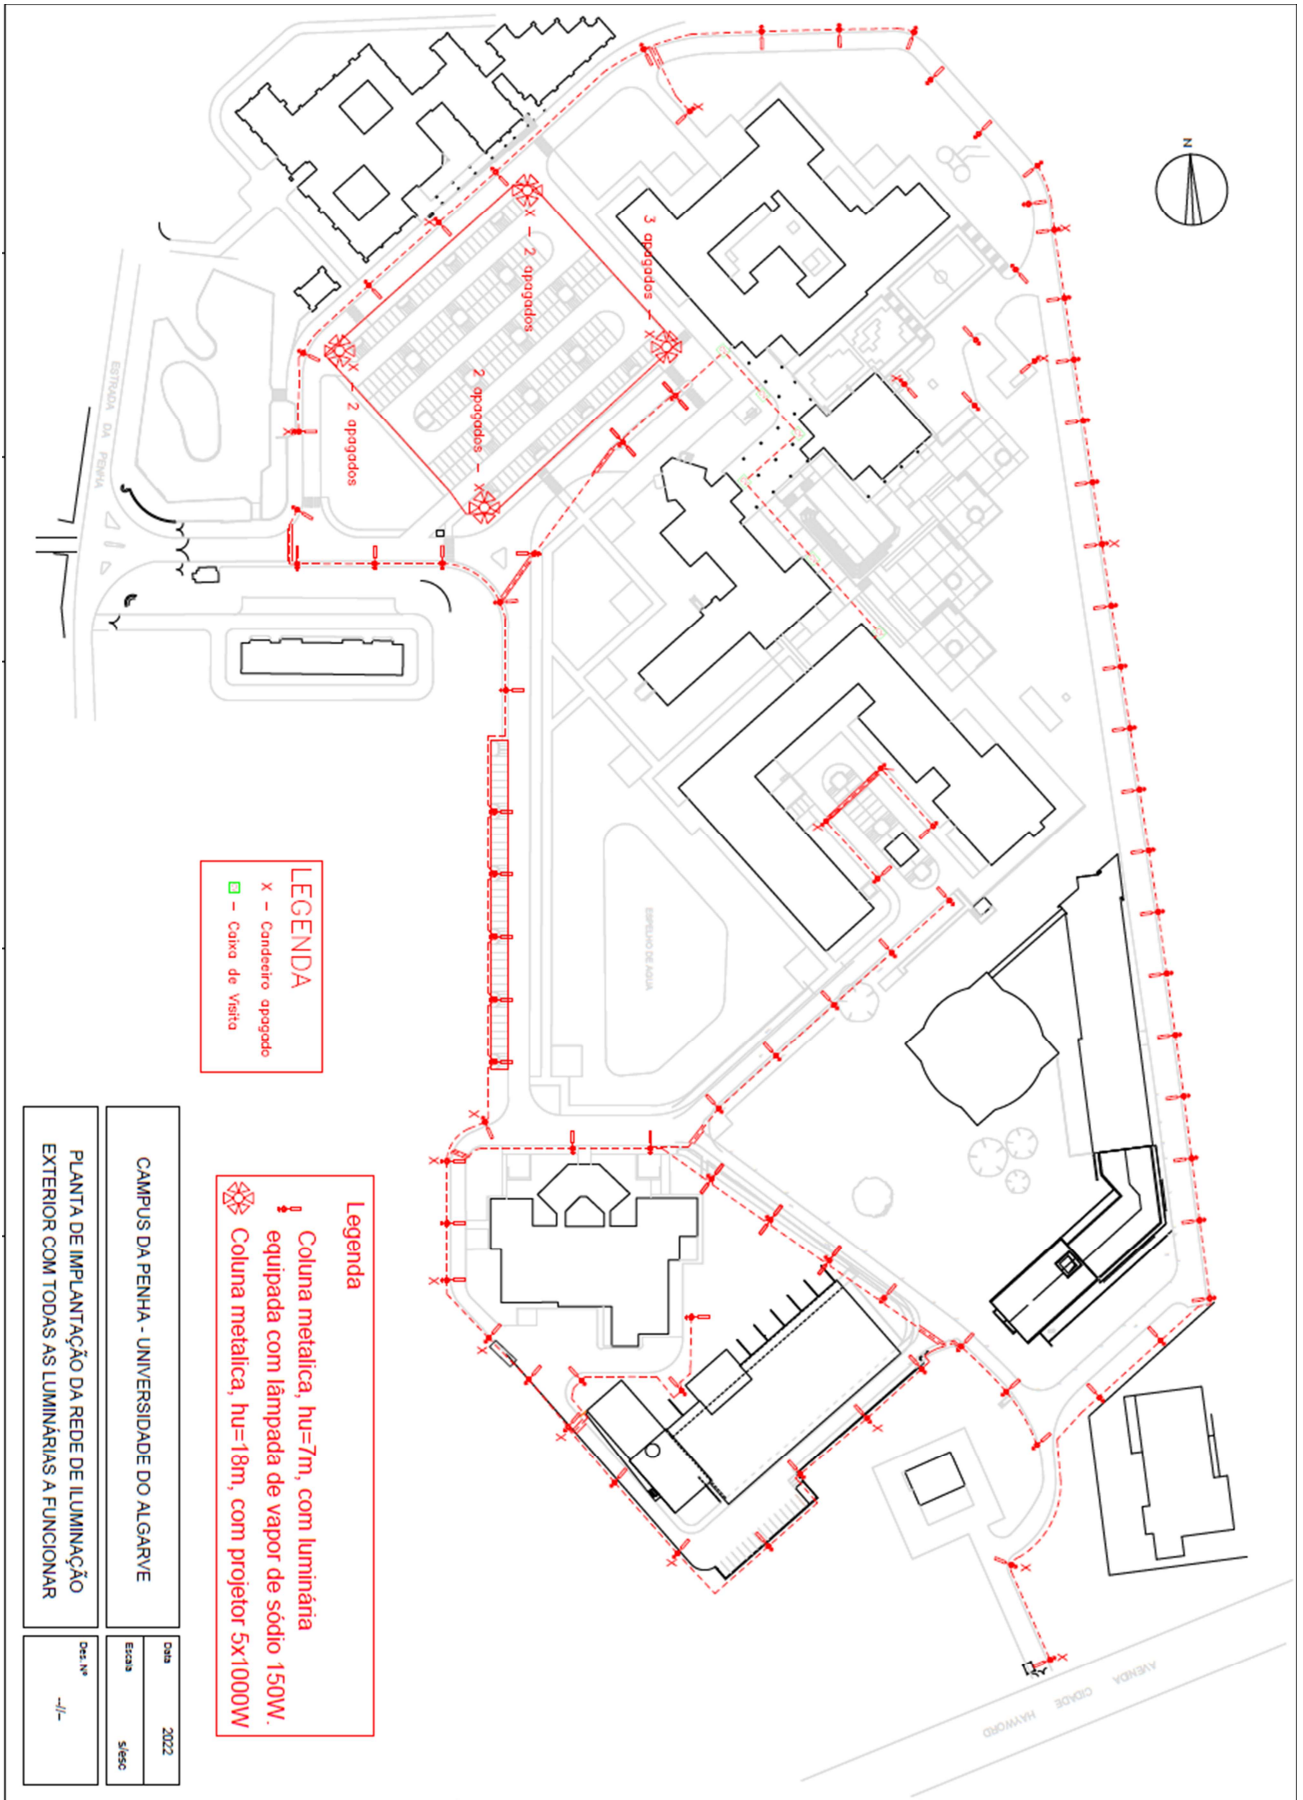 N
3 apagados - X
X - 2 apagados
2 apagados - X
X - 2 apagados
ESTRADA DA PENHA
ESPELHO DE AGUA
AVENIDA CIDADE HAYWORD
LEGENDA
X - Candeeiro apagado
- Caixa de Visita
Legenda
Coluna metalica, hu=7m, com luminária
equipada com lâmpada de vapor de sódio 150W.
Coluna metalica, hu=18m, com projetor 5x1000W
CAMPUS DA PENHA - UNIVERSIDADE DO ALGARVE
Data
2022
Escala
s/esc
PLANTA DE IMPLANTAÇÃO DA REDE DE ILUMINAÇÃO
EXTERIOR COM TODAS AS LUMINÁRIAS A FUNCIONAR
Des. Nº
--//--